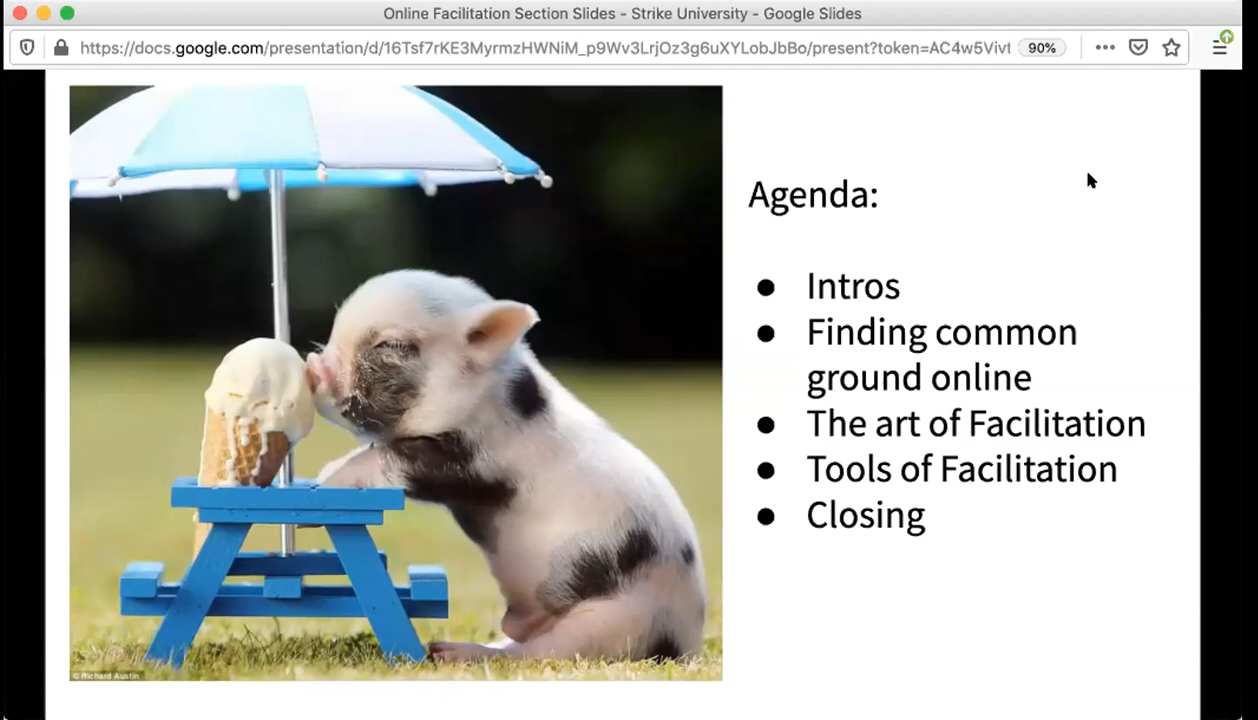 Online Facilitation Section Slides - Strike University - Google Slides
https://docs.google.com/presentation/d/16Tsf7rKE3MyrmzHWNiM_p9Wv3LrjOz3g6uXYLobJbBo/present?token=AC4w5Vivt
90%
Agenda:
● Intros
● Finding common
ground online
● The art of Facilitation
● Tools of Facilitation
● Closing
© Richard Austin